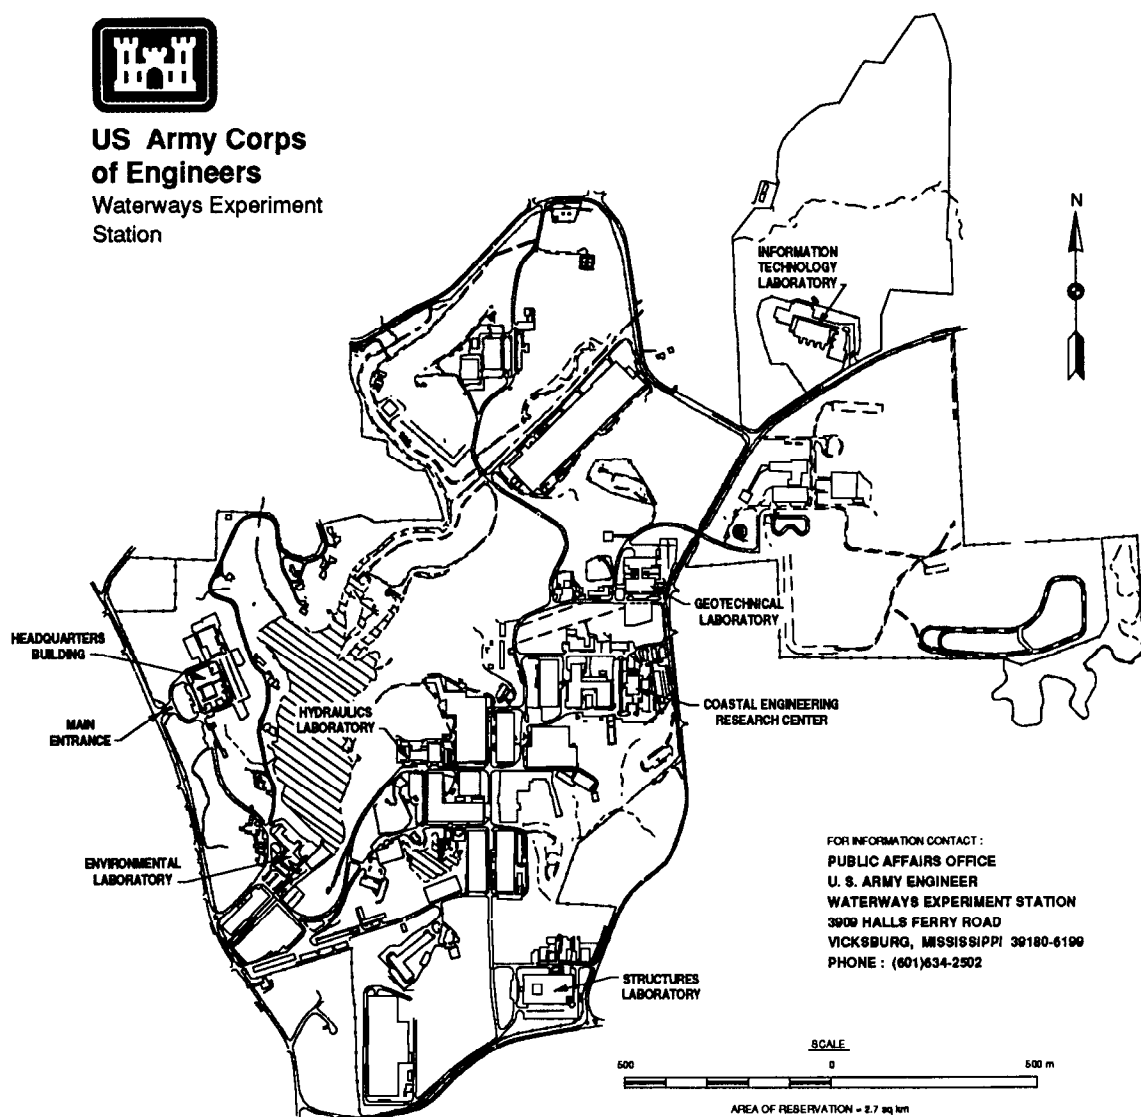 US Army Corps
of Engineers
Waterways Experiment
Station
N
INFORMATION
TECHNOLOGY
LABORATORY
GEOTECHNICAL
LABORATORY
HEADQUARTERS
BUILDING
MAIN
ENTRANCE
HYDRAULICS
LABORATORY
COASTAL ENGINEERING
RESEARCH CENTER
ENVIRONMENTAL
LABORATORY
STRUCTURES
LABORATORY
FOR INFORMATION CONTACT :
PUBLIC AFFAIRS OFFICE
U. S. ARMY ENGINEER
WATERWAYS EXPERIMENT STATION
3909 HALLS FERRY ROAD
VICKSBURG, MISSISSIPPI 39180-6199
PHONE : (601)634-2502
SCALE
500 0 500 m
AREA OF RESERVATION = 2.7 sq km